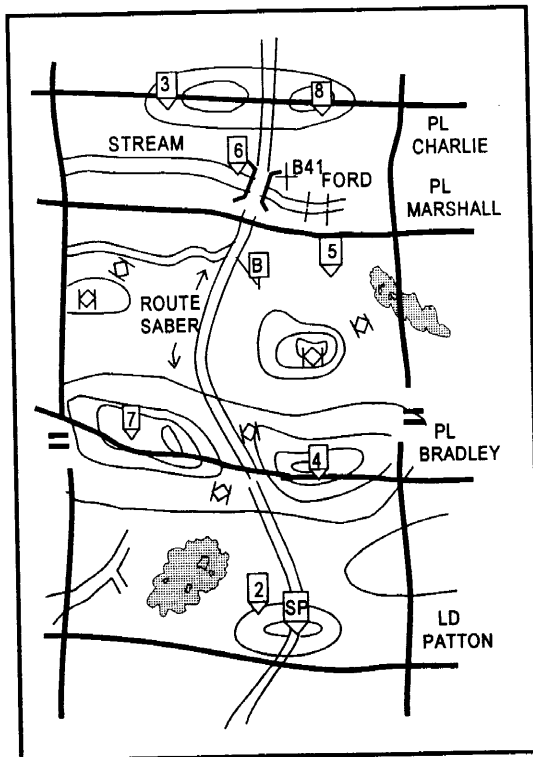 3
8
PL
CHARLIE
STREAM
6
B41
FORD
PL
MARSHALL
5
B
ROUTE
SABER
7
4
PL
BRADLEY
2
SP
LD
PATTON